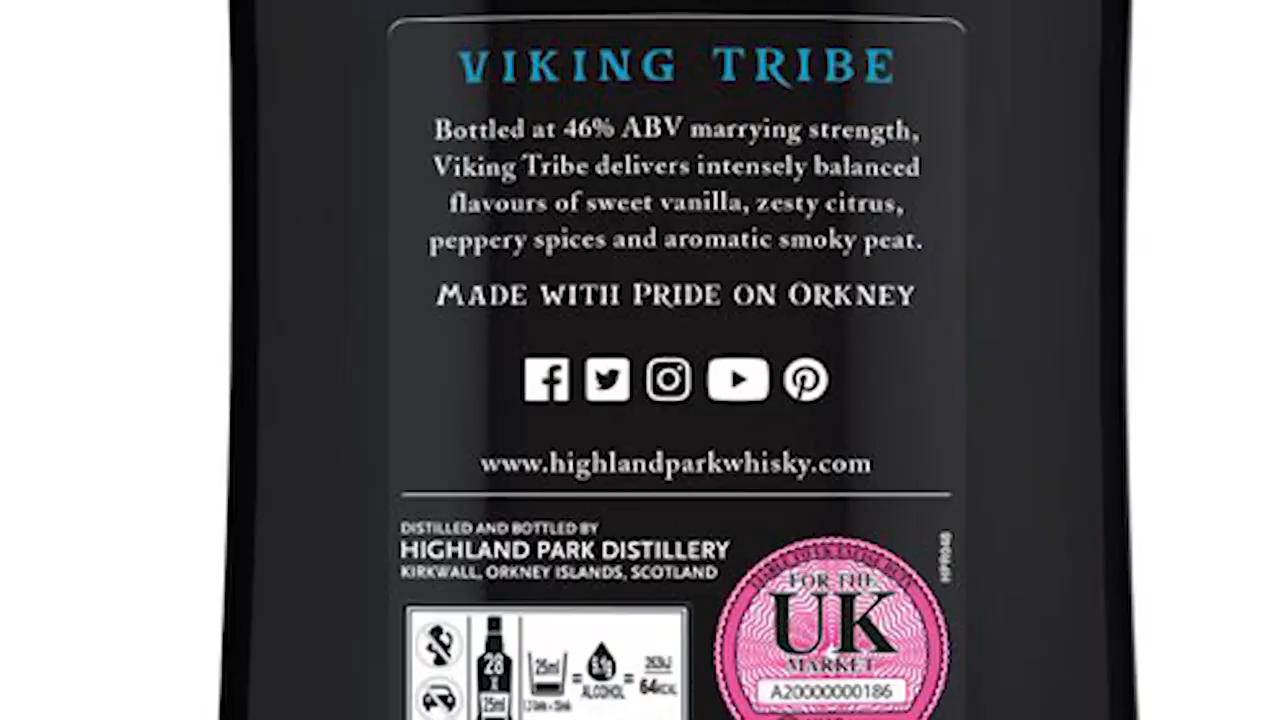 VIKING TRIBE
Bottled at 46% ABV marrying strength,
Viking Tribe delivers intensely balanced
flavours of sweet vanilla, zesty citrus,
peppery spices and aromatic smoky peat.
MADE WITH PRIDE ON ORKNEY
www.highlandparkwhisky.com
DISTILLED AND BOTTLED BY
HIGHLAND PARK DISTILLERY
KIRKWALL, ORKNEY ISLANDS, SCOTLAND
FOR THE
UK
MARKET
A20000000186
28
x
25ml
25ml
=
ALCOHOL
=
64KCAL